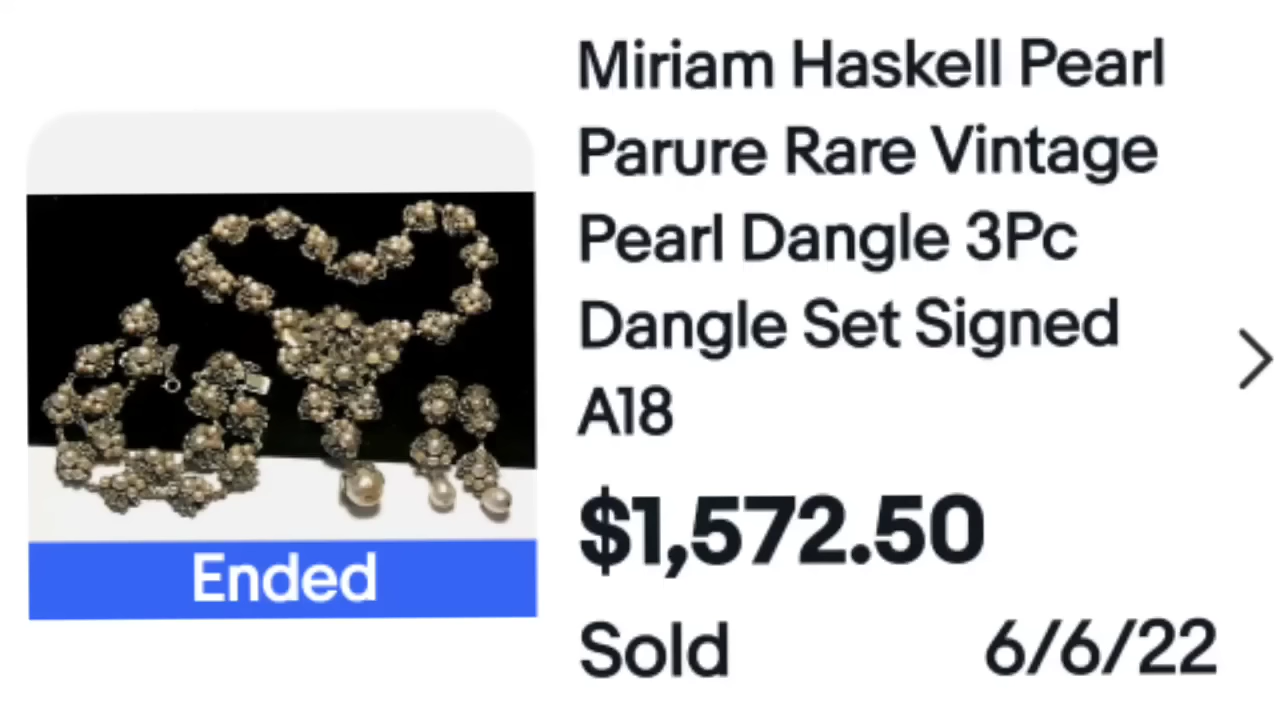 Miriam Haskell Pearl
Parure Rare Vintage
Pearl Dangle 3Pc
Dangle Set Signed
A18
$1,572.50
Ended
Sold 6/6/22